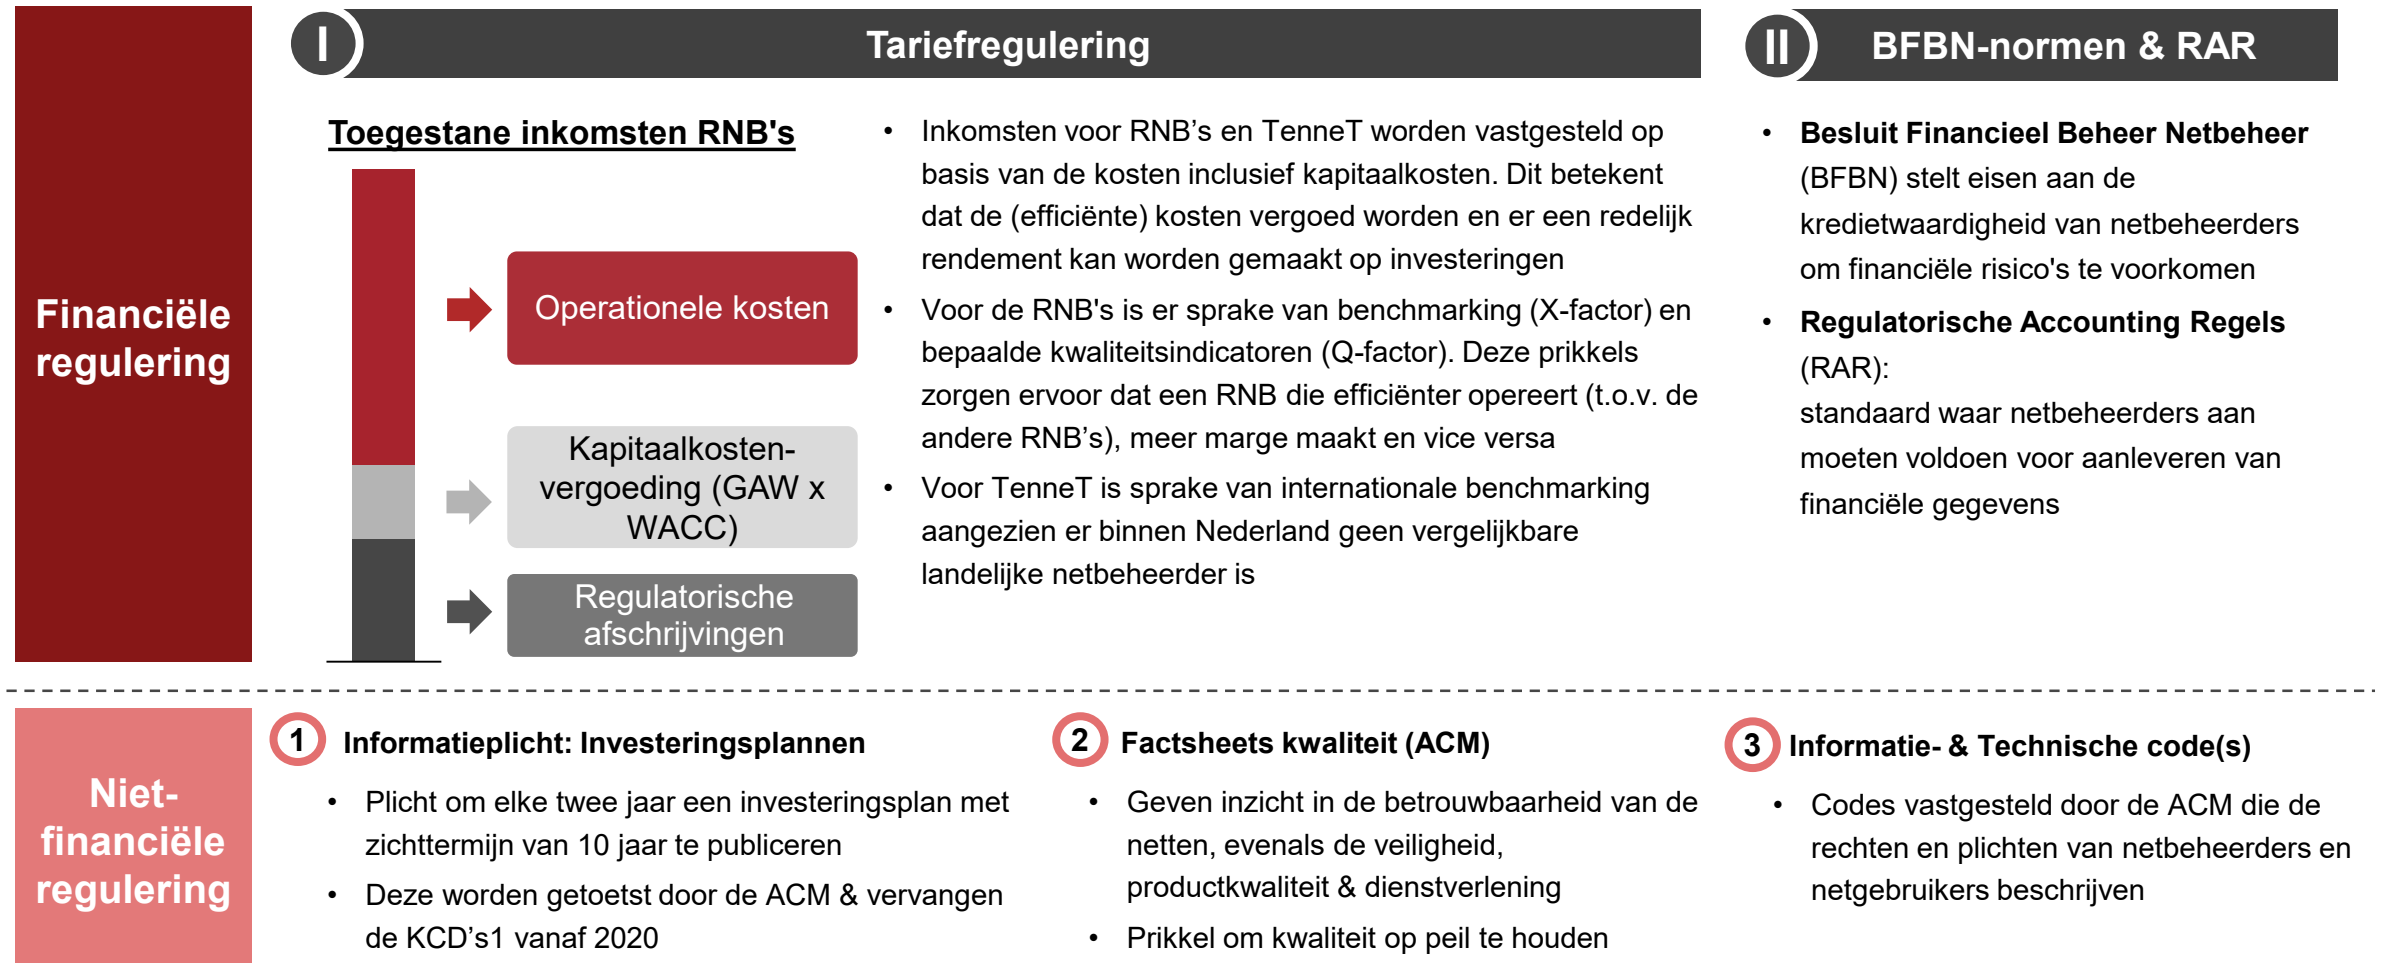 Financiële
regulering
I
Tariefregulering
Toegestane inkomsten RNB's
Operationele kosten
Kapitaalkosten-
vergoeding (GAW x
WACC)
Regulatorische
afschrijvingen
• Inkomsten voor RNB’s en TenneT worden vastgesteld op
basis van de kosten inclusief kapitaalkosten. Dit betekent
dat de (efficiënte) kosten vergoed worden en er een redelijk
rendement kan worden gemaakt op investeringen
• Voor de RNB's is er sprake van benchmarking (X-factor) en
bepaalde kwaliteitsindicatoren (Q-factor). Deze prikkels
zorgen ervoor dat een RNB die efficiënter opereert (t.o.v. de
andere RNB’s), meer marge maakt en vice versa
• Voor TenneT is sprake van internationale benchmarking
aangezien er binnen Nederland geen vergelijkbare
landelijke netbeheerder is
II
BFBN-normen & RAR
• Besluit Financieel Beheer Netbeheer
(BFBN) stelt eisen aan de
kredietwaardigheid van netbeheerders
om financiële risico's te voorkomen
• Regulatorische Accounting Regels
(RAR):
standaard waar netbeheerders aan
moeten voldoen voor aanleveren van
financiële gegevens
Niet-
financiële
regulering
1 Informatieplicht: Investeringsplannen
• Plicht om elke twee jaar een investeringsplan met
zichttermijn van 10 jaar te publiceren
• Deze worden getoetst door de ACM & vervangen
de KCD’s1 vanaf 2020
2 Factsheets kwaliteit (ACM)
• Geven inzicht in de betrouwbaarheid van de
netten, evenals de veiligheid,
productkwaliteit & dienstverlening
• Prikkel om kwaliteit op peil te houden
3 Informatie- & Technische code(s)
• Codes vastgesteld door de ACM die de
rechten en plichten van netbeheerders en
netgebruikers beschrijven